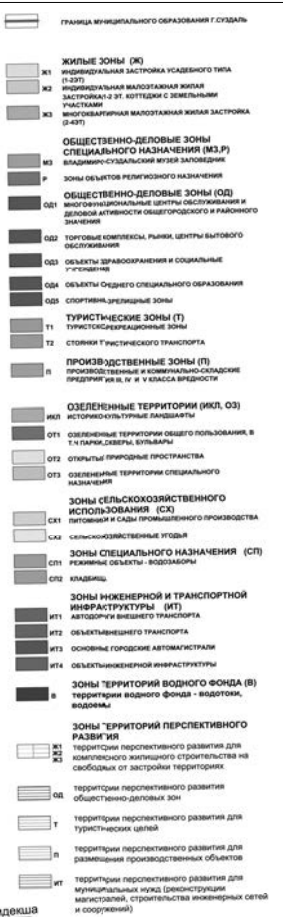 ГРАНИЦА МУНИЦИПАЛЬНОГО ОБРАЗОВАНИЯ Г.СУЗДАЛЬ
ЖИЛЫЕ ЗОНЫ (Ж)
Ж1 ИНДИВИДУАЛЬНАЯ ЗАСТРОЙКА УСАДЕБНОГО ТИПА
(1-2ЭТ)
Ж2 ИНДИВИДУАЛЬНАЯ МАЛОЭТАЖНАЯ ЖИЛАЯ
ЗАСТРОЙКА 1-2 ЭТ. КОТТЕДЖИ С ЗЕМЕЛЬНЫМИ
УЧАСТКАМИ
Ж3 МНОГОКВАРТИРНАЯ МАЛОЭТАЖНАЯ ЖИЛАЯ ЗАСТРОЙКА
(2-4ЭТ)
ОБЩЕСТВЕННО-ДЕЛОВЫЕ ЗОНЫ
СПЕЦИАЛЬНОГО НАЗНАЧЕНИЯ (МЗ,Р)
МЗ ВЛАДИМИРО-СУЗДАЛЬСКИЙ МУЗЕЙ ЗАПОВЕДНИК
Р ЗОНЫ ОБЪЕКТОВ РЕЛИГИОЗНОГО НАЗНАЧЕНИЯ
ОБЩЕСТВЕННО-ДЕЛОВЫЕ ЗОНЫ (ОД)
ОД1 МНОГОФУНКЦИОНАЛЬНЫЕ ЦЕНТРЫ ОБСЛУЖИВАНИЯ И
ДЕЛОВОЙ АКТИВНОСТИ ОБЩЕГОРОДСКОГО И РАЙОННОГО
ЗНАЧЕНИЯ
ОД2 ТОРГОВЫЕ КОМПЛЕКСЫ, РЫНКИ, ЦЕНТРЫ БЫТОВОГО
ОБСЛУЖИВАНИЯ
ОД3 ОБЪЕКТЫ ЗДРАВООХРАНЕНИЯ И СОЦИАЛЬНЫЕ
УЧРЕЖДЕНИЯ
ОД4 ОБЪЕКТЫ СРЕДНЕГО СПЕЦИАЛЬНОГО ОБРАЗОВАНИЯ
ОД5 СПОРТИВНО-ЗРЕЛИЩНЫЕ ЗОНЫ
ТУРИСТИЧЕСКИЕ ЗОНЫ (Т)
Т1 ТУРИСТСКО-РЕКРЕАЦИОННЫЕ ЗОНЫ
Т2 СТОЯНКИ ТУРИСТИЧЕСКОГО ТРАНСПОРТА
ПРОИЗВОДСТВЕННЫЕ ЗОНЫ (П)
П ПРОИЗВОДСТВЕННЫЕ И КОММУНАЛЬНО-СКЛАДСКИЕ
ПРЕДПРИЯТИЯ III, IV И V КЛАССА ВРЕДНОСТИ
ОЗЕЛЕНЕННЫЕ ТЕРРИТОРИИ (ИКЛ, ОЗ)
ИКЛ ИСТОРИКО-КУЛЬТУРНЫЕ ЛАНДШАФТЫ
ОТ1 ОЗЕЛЕНЕННЫЕ ТЕРРИТОРИИ ОБЩЕГО ПОЛЬЗОВАНИЯ, В
Т.Ч ПАРКИ,СКВЕРЫ, БУЛЬВАРЫ
ОТ2 ОТКРЫТЫЕ ПРИРОДНЫЕ ПРОСТРАНСТВА
ОТ3 ОЗЕЛЕНЕННЫЕ ТЕРРИТОРИИ СПЕЦИАЛЬНОГО
НАЗНАЧЕНИЯ
ЗОНЫ СЕЛЬСКОХОЗЯЙСТВЕННОГО
ИСПОЛЬЗОВАНИЯ (СХ)
СХ1 ПИТОМНИКИ И САДЫ ПРОМЫШЛЕННОГО ПРОИЗВОДСТВА
СХ2 СЕЛЬСКОХОЗЯЙСТВЕННЫЕ УГОДЬЯ
ЗОНЫ СПЕЦИАЛЬНОГО НАЗНАЧЕНИЯ (СП)
СП1 РЕЖИМНЫЕ ОБЪЕКТЫ - ВОДОЗАБОРЫ
СП2 КЛАДБИЩ.
ЗОНЫ ИНЖЕНЕРНОЙ И ТРАНСПОРТНОЙ
ИНФРАСТРУКТУРЫ (ИТ)
ИТ1 АВТОДОРОГИ ВНЕШНЕГО ТРАНСПОРТА
ИТ2 ОБЪЕКТЫ ВНЕШНЕГО ТРАНСПОРТА
ИТ3 ОСНОВНЫЕ ГОРОДСКИЕ АВТОМАГИСТРАЛИ
ИТ4 ОБЪЕКТЫ ИНЖЕНЕРНОЙ ИНФРАСТРУКТУРЫ
ЗОНЫ ТЕРРИТОРИЙ ВОДНОГО ФОНДА (В)
В территории водного фонда - водотоки,
водоемы
ЗОНЫ ТЕРРИТОРИЙ ПЕРСПЕКТИВНОГО
РАЗВИТИЯ
Ж1 территории перспективного развития для
Ж2 комплексного жилищного строительства на
Ж3 свободных от застройки территориях
ОД территории перспективного развития
общественно-деловых зон
Т территории перспективного развития для
туристических целей
П территории перспективного развития для
размещения производственных объектов
ИТ территории перспективного развития для
муниципальных нужд (реконструкции
магистралей, строительства инженерных сетей
и сооружений)
идекша